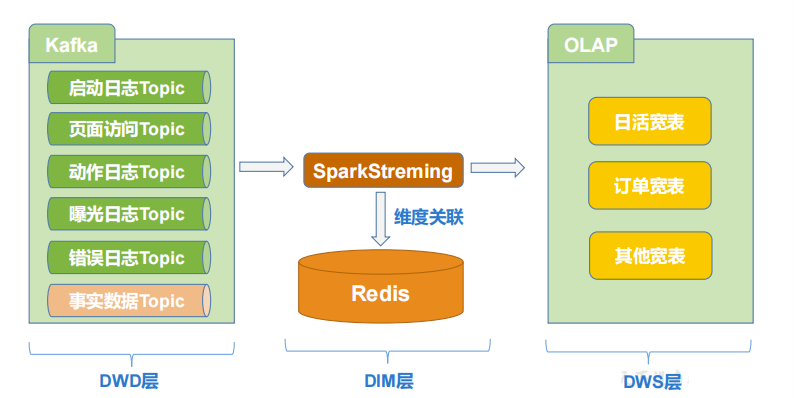 Kafka
启动日志Topic
页面访问Topic
动作日志Topic
曝光日志Topic
错误日志Topic
事实数据Topic
DWD层
SparkStreming
维度关联
Redis
DIM层
OLAP
日活宽表
订单宽表
其他宽表
DWS层